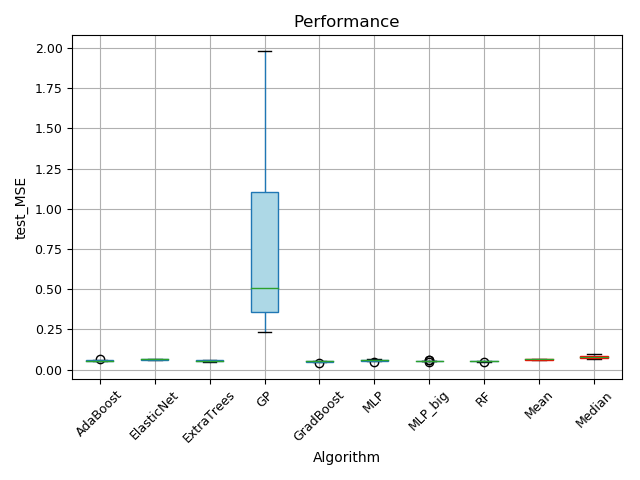 Performance
2.00
1.75
1.50
1.25
1.00
0.75
0.50
0.25
0.00
test_MSE
AdaBoost
ElasticNet
ExtraTrees
GP
GradBoost
MLP
MLP_big
RF
Mean
Median
Algorithm